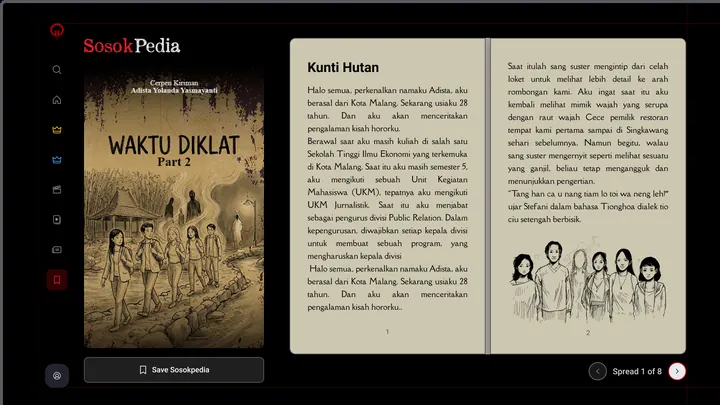 SosokPedia
Cerpen Kiriman
Adista Yolanda Yasmayanti
WAKTU DIKLAT
Part 2
Save Sosokpedia
Kunti Hutan
Halo semua, perkenalkan namaku Adista, aku
berasal dari Kota Malang. Sekarang usiaku 28
tahun. Dan aku akan menceritakan
pengalaman kisah hororku.
Berawal saat aku masih kuliah di salah satu
Sekolah Tinggi Ilmu Ekonomi yang terkemuka
di Kota Malang. Saat itu aku masih semester 5,
aku mengikuti sebuah Unit Kegiatan
Mahasiswa (UKM), tepatnya aku mengikuti
UKM Jurnalistik. Saat itu aku menjabat
sebagai pengurus divisi Public Relation. Dalam
kepengurusan, diwajibkan setiap kepala divisi
untuk membuat sebuah program, yang
mengharuskan kepala divisi
Halo semua, perkenalkan namaku Adista, aku
berasal dari Kota Malang. Sekarang usiaku 28
tahun. Dan aku akan menceritakan
pengalaman kisah hororku..
1
Saat itulah sang suster mengintip dari celah
loket untuk melihat lebih detail ke arah
rombongan kami. Aku ingat saat itu aku
kembali melihat mimik wajah yang serupa
dengan raut wajah Cece pemilik restoran
tempat kami pertama sampai di Singkawang
sehari sebelumnya. Namun begitu, walau
sang suster mengernyit seperti melihat sesuatu
yang ganjil, beliau tetap mengangguk dan
menunjukkan pengertian.
"Tang han ca u nang tiam lo toi wa neng leh!"
ujar Stefani dalam bahasa Tionghoa dialek tio
ciu setengah berbisik.
2
Spread 1 of 8